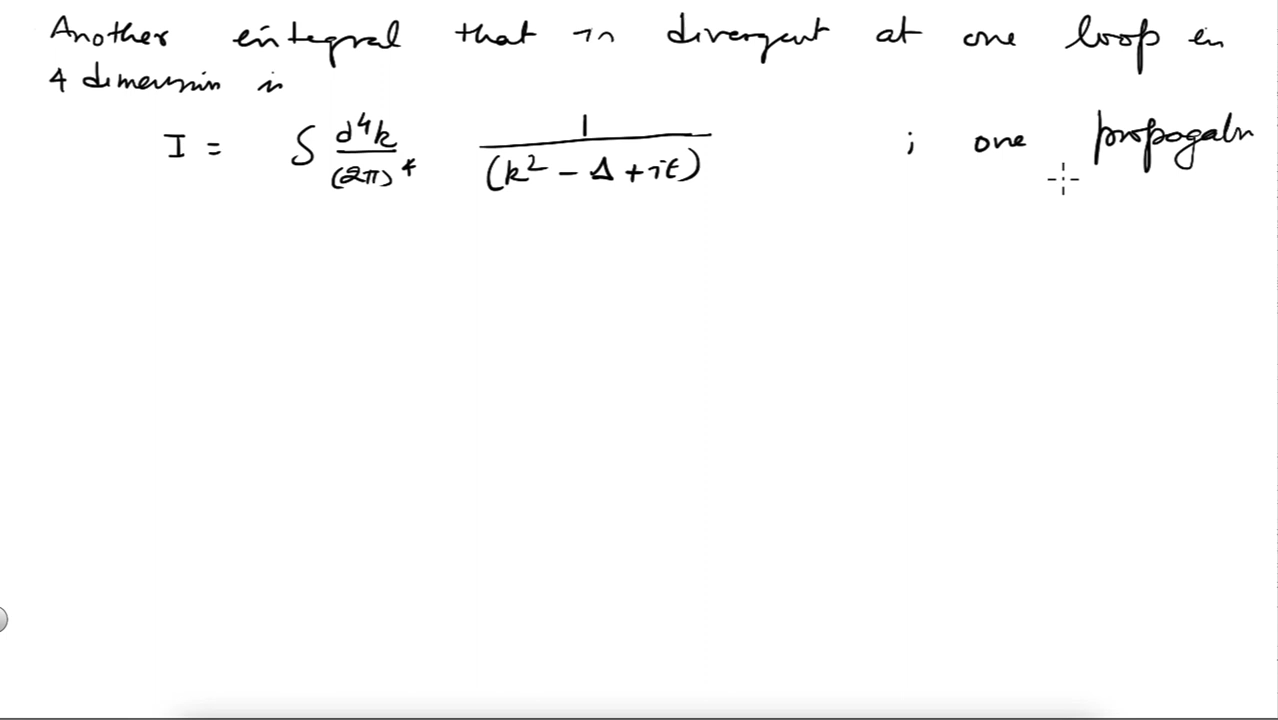 Another integral that is divergent at one loop in
4 dimension is
I = ∫ d⁴k/(2π)⁴ 1/(k² - Δ + iε) ; one propogator